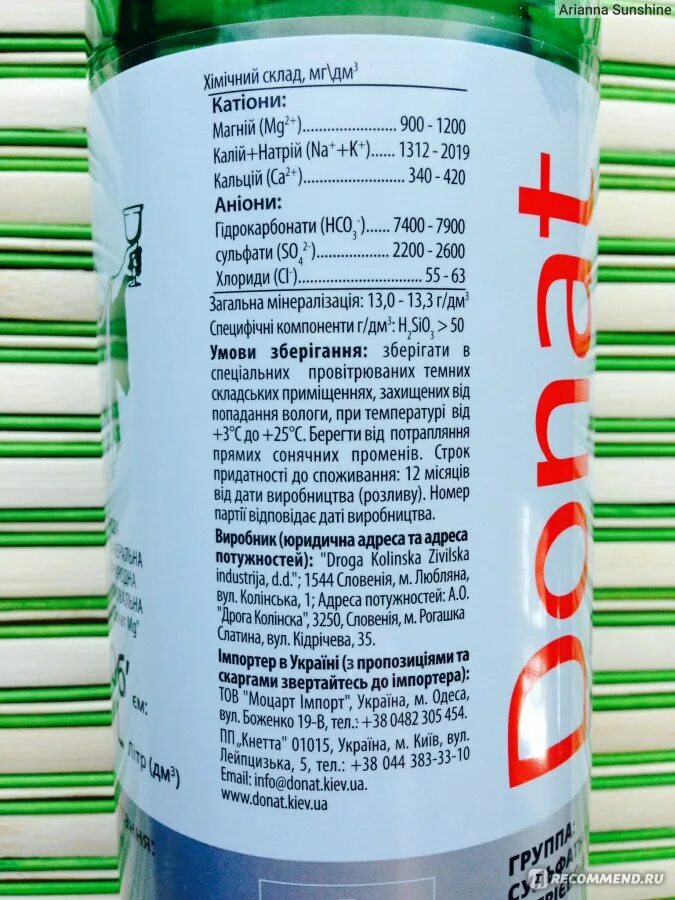 Arianna Sunshine
Хімічний склад, мг\дм³
Катіони:
Магній (Mg²⁺)........................ 900 - 1200
Калій+Натрій (Na⁺+K⁺)...... 1312 - 2019
Кальцій (Ca²⁺)........................ 340 - 420
Аніони:
Гідрокарбонати (HCO₃⁻)...... 7400 - 7900
сульфати (SO₄²⁻)................... 2200 - 2600
Хлориди (Cl⁻)............................. 55 - 63
Загальна мінералізація: 13,0 - 13,3 г/дм³
Специфічні компоненти г/дм³: H₂SiO₃ > 50
Умови зберігання: зберігати в
спеціальних провітрюваних темних
складських приміщеннях, захищених від
попадання вологи, при температурі від
+3°С до +25°С. Берегти від потрапляння
прямих сонячних променів. Строк
придатності до споживання: 12 місяців
від дати виробництва (розливу). Номер
партії відповідає даті виробництва.
Виробник (юридична адреса та адреса
потужностей): "Droga Kolinska Zivilska
industrija, d.d."; 1544 Словенія, м. Любляна,
вул. Колінська, 1; Адреса потужностей: А.О.
"Дрога Колінска", 3250, Словенія, м. Рогашка
Слатина, вул. Кідрічева, 35.
Імпортер в Україні (з пропозиціями та
скаргами звертайтесь до імпортера):
ТОВ "Моцарт Імпорт", Україна, м. Одеса,
вул. Боженко 19-В, тел.: +38 0482 305 454.
ПП „Кнетта" 01015, Україна, м. Київ, вул.
Лейпцизька, 5, тел.: +38 044 383-33-10
Email: info@donat.kiev.ua.
www.donat.kiev.ua
Donat
Mg"
єм:
Літр (дм³)
ГРУППА:
IRECOMMEND.RU